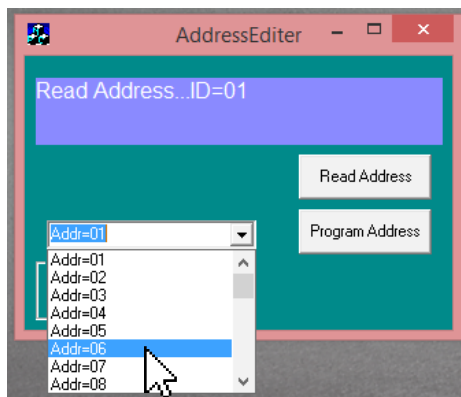 AddressEditer
Read Address...ID=01
Read Address
Program Address
Addr=01
Addr=01
Addr=02
Addr=03
Addr=04
Addr=05
Addr=06
Addr=07
Addr=08